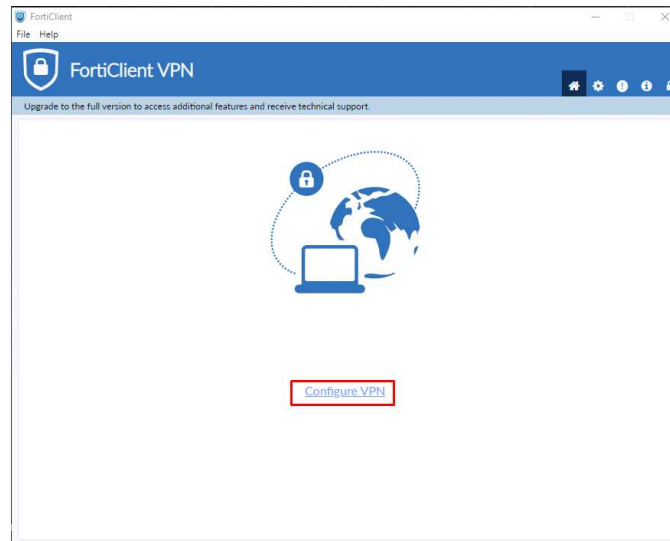 FortiClient
File Help
FortiClient VPN
Upgrade to the full version to access additional features and receive technical support.
Configure VPN